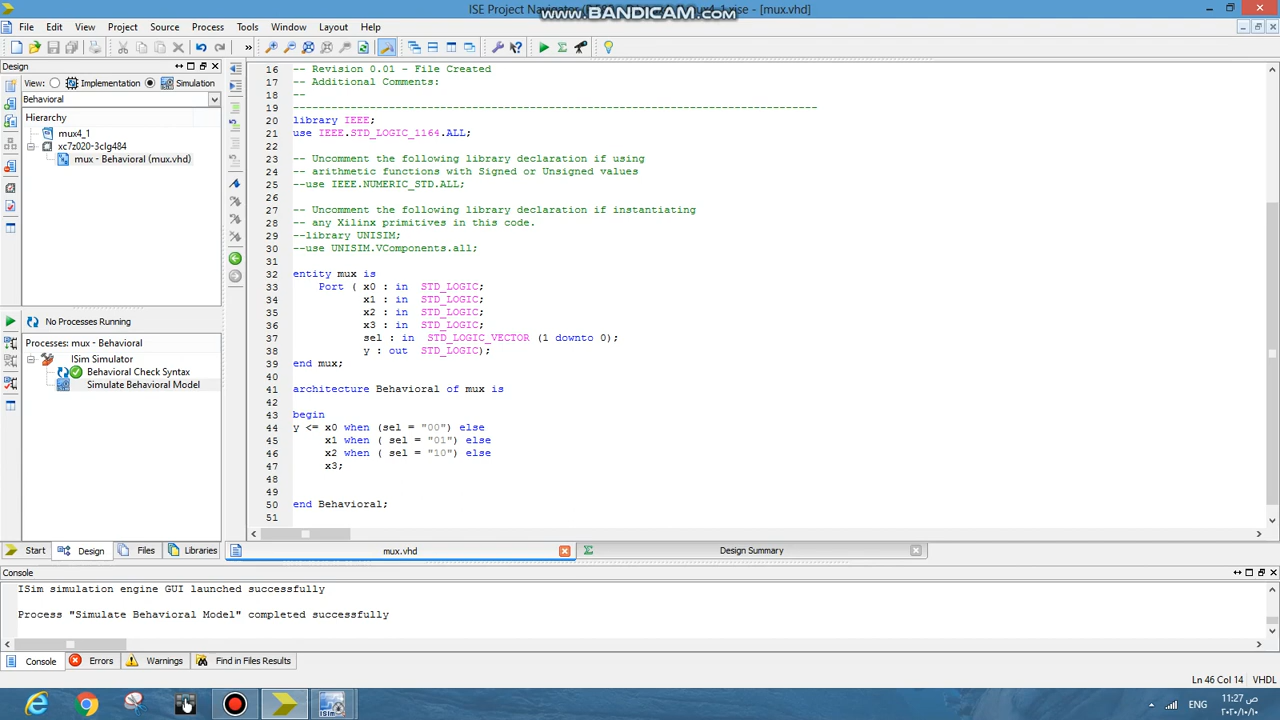 ISE Project Navigator
www.BANDICAM.com
.xise - [mux.vhd]
File Edit View Project Source Process Tools Window Layout Help
Design
View: Implementation Simulation
Behavioral
Hierarchy
mux4_1
xc7z020-3clg484
mux - Behavioral (mux.vhd)
No Processes Running
Processes: mux - Behavioral
ISim Simulator
Behavioral Check Syntax
Simulate Behavioral Model
16 -- Revision 0.01 - File Created
17 -- Additional Comments:
18 --
19 ----------------------------------------------------------------------------------
20 library IEEE;
21 use IEEE.STD_LOGIC_1164.ALL;
22
23 -- Uncomment the following library declaration if using
24 -- arithmetic functions with Signed or Unsigned values
25 --use IEEE.NUMERIC_STD.ALL;
26
27 -- Uncomment the following library declaration if instantiating
28 -- any Xilinx primitives in this code.
29 --library UNISIM;
30 --use UNISIM.VComponents.all;
31
32 entity mux is
33 Port ( x0 : in STD_LOGIC;
34 x1 : in STD_LOGIC;
35 x2 : in STD_LOGIC;
36 x3 : in STD_LOGIC;
37 sel : in STD_LOGIC_VECTOR (1 downto 0);
38 y : out STD_LOGIC);
39 end mux;
40
41 architecture Behavioral of mux is
42
43 begin
44 y <= x0 when (sel = "00") else
45 x1 when ( sel = "01") else
46 x2 when ( sel = "10") else
47 x3;
48
49
50 end Behavioral;
51
Start Design Files Libraries
mux.vhd Design Summary
Console
ISim simulation engine GUI launched successfully
Process "Simulate Behavioral Model" completed successfully
Console Errors Warnings Find in Files Results
Ln 46 Col 14 VHDL
ISim
ENG
11:27 ص
٢٠٢٠/١٠/١٠